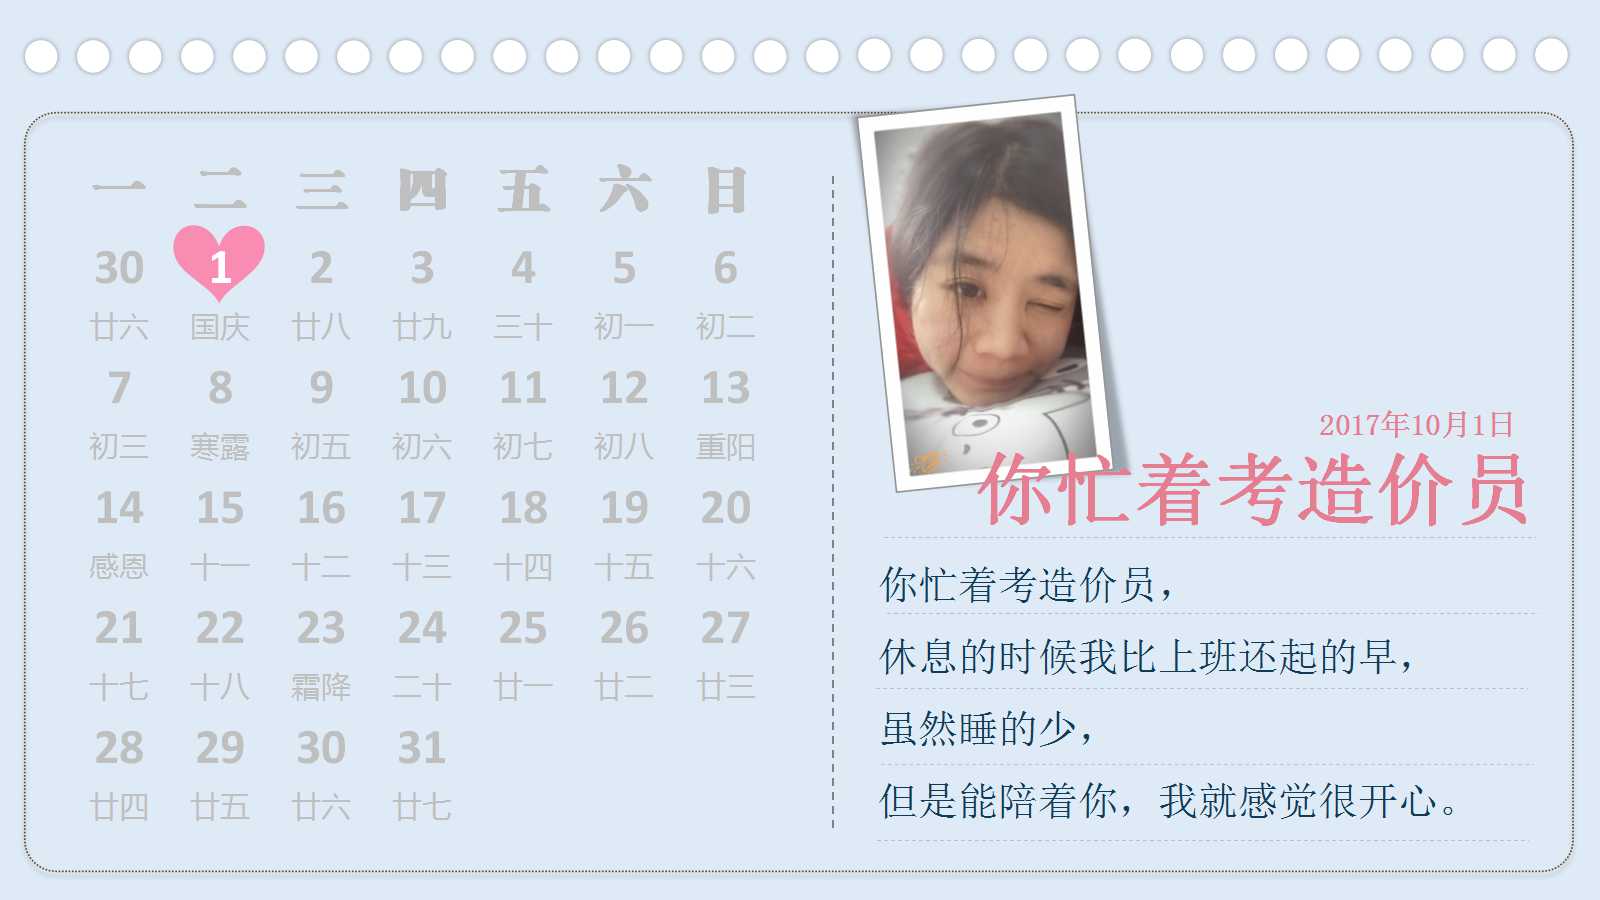 一 二 三 四 五 六 日
30 1 2 3 4 5 6
廿六 国庆 廿八 廿九 三十 初一 初二
7 8 9 10 11 12 13
初三 寒露 初五 初六 初七 初八 重阳
14 15 16 17 18 19 20
感恩 十一 十二 十三 十四 十五 十六
21 22 23 24 25 26 27
十七 十八 霜降 二十 廿一 廿二 廿三
28 29 30 31
廿四 廿五 廿六 廿七
2017年10月1日
你忙着考造价员
你忙着考造价员，
休息的时候我比上班还起的早，
虽然睡的少，
但是能陪着你，我就感觉很开心。